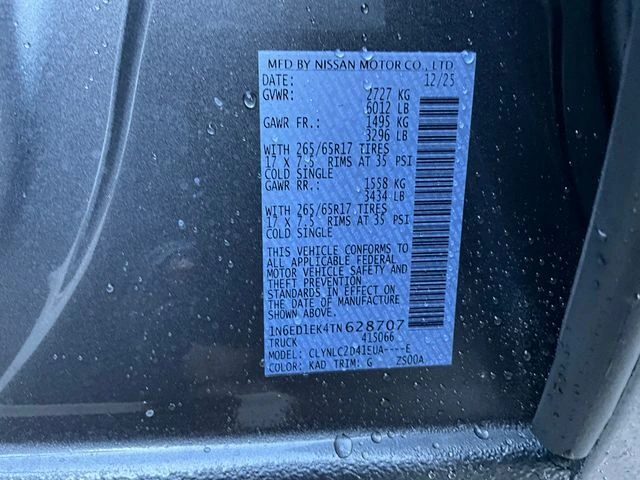 MFD BY NISSAN MOTOR CO., LTD
DATE: 12/25
GVWR: 2727 KG
6012 LB
GAWR FR.: 1495 KG
3296 LB
WITH 265/65R17 TIRES
17 X 7.5 RIMS AT 35 PSI
COLD SINGLE
GAWR RR.: 1558 KG
3434 LB
WITH 265/65R17 TIRES
17 X 7.5 RIMS AT 35 PSI
COLD SINGLE
THIS VEHICLE CONFORMS TO
ALL APPLICABLE FEDERAL
MOTOR VEHICLE SAFETY AND
THEFT PREVENTION
STANDARDS IN EFFECT ON
THE DATE OF MANUFACTURE
SHOWN ABOVE.
1N6ED1EK4TN628707
TRUCK 41S066
MODEL: CLYNLC2D41EUA----E
COLOR: KAD TRIM: G ZS00A